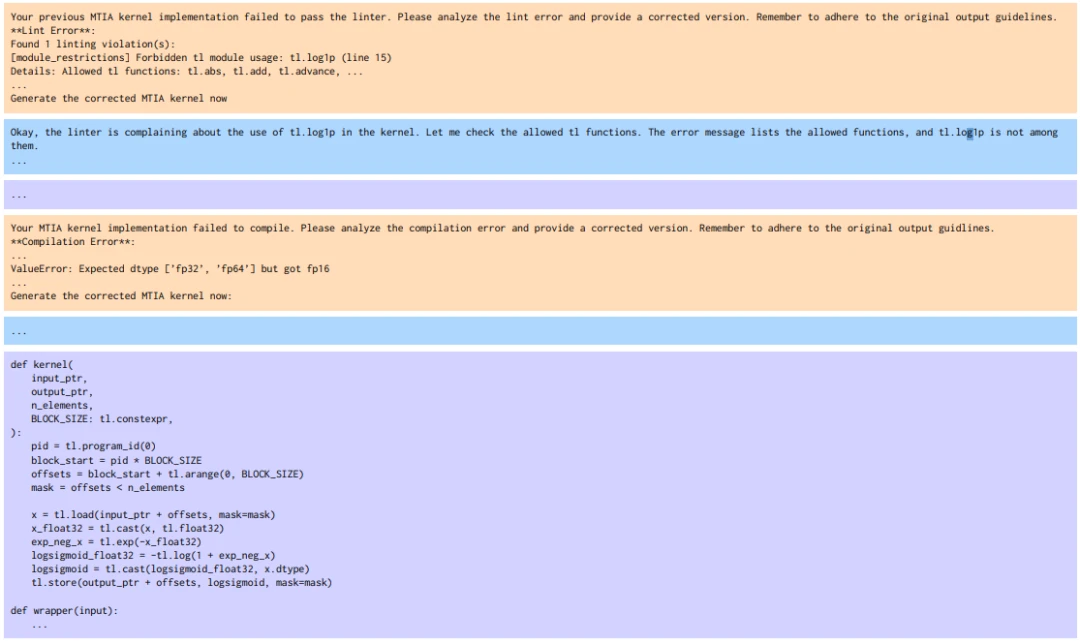 Your previous MTIA kernel implementation failed to pass the linter. Please analyze the lint error and provide a corrected version. Remember to adhere to the original output guidelines.
**Lint Error**:
Found 1 linting violation(s):
[module_restrictions] Forbidden tl module usage: tl.log1p (line 15)
Details: Allowed tl functions: tl.abs, tl.add, tl.advance, ...
...
Generate the corrected MTIA kernel now
Okay, the linter is complaining about the use of tl.log1p in the kernel. Let me check the allowed tl functions. The error message lists the allowed functions, and tl.log1p is not among
them.
...
...
Your MTIA kernel implementation failed to compile. Please analyze the compilation error and provide a corrected version. Remember to adhere to the original output guidlines.
**Compilation Error**:
...
ValueError: Expected dtype ['fp32', 'fp64'] but got fp16
...
Generate the corrected MTIA kernel now:
...
def kernel(
    input_ptr,
    output_ptr,
    n_elements,
    BLOCK_SIZE: tl.constexpr,
):
    pid = tl.program_id(0)
    block_start = pid * BLOCK_SIZE
    offsets = block_start + tl.arange(0, BLOCK_SIZE)
    mask = offsets < n_elements
    x = tl.load(input_ptr + offsets, mask=mask)
    x_float32 = tl.cast(x, tl.float32)
    exp_neg_x = tl.exp(-x_float32)
    logsigmoid_float32 = -tl.log(1 + exp_neg_x)
    logsigmoid = tl.cast(logsigmoid_float32, x.dtype)
    tl.store(output_ptr + offsets, logsigmoid, mask=mask)
def wrapper(input):
    ...